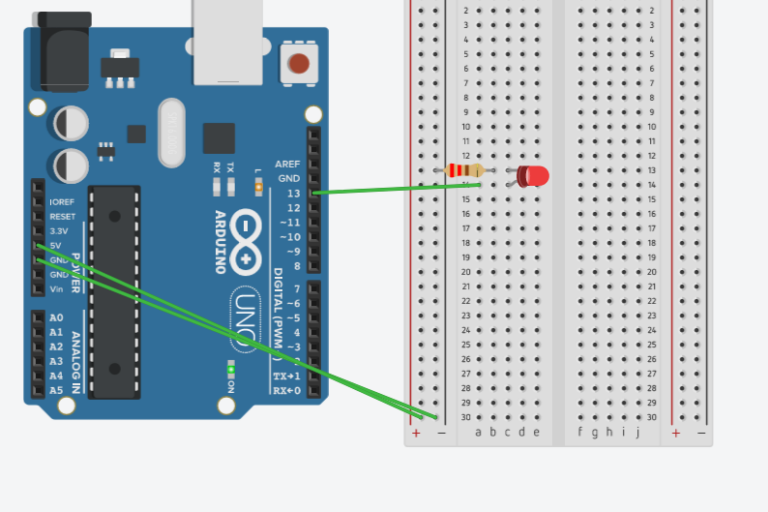 IOREF
RESET
3.3V
5V
GND
GND
Vin
POWER
A0
A1
A2
A3
A4
A5
ANALOG IN
RX
TX
L
ARDUINO
UNO
ON
AREF
GND
13
12
~11
~10
~9
8
7
~6
~5
4
~3
TX→1
RX←0
DIGITAL (PWM
2 2
3 3
4 4
5 5
6 6
7 7
8 8
9 9
10 10
11 11
12 12
13
14 14
15 15
16 16
17 17
18 18
19 19
20 20
21 21
22 22
23 23
24 24
25 25
26 26
27 27
28 28
29 29
30 30
+ − a b c d e f g h i j + −